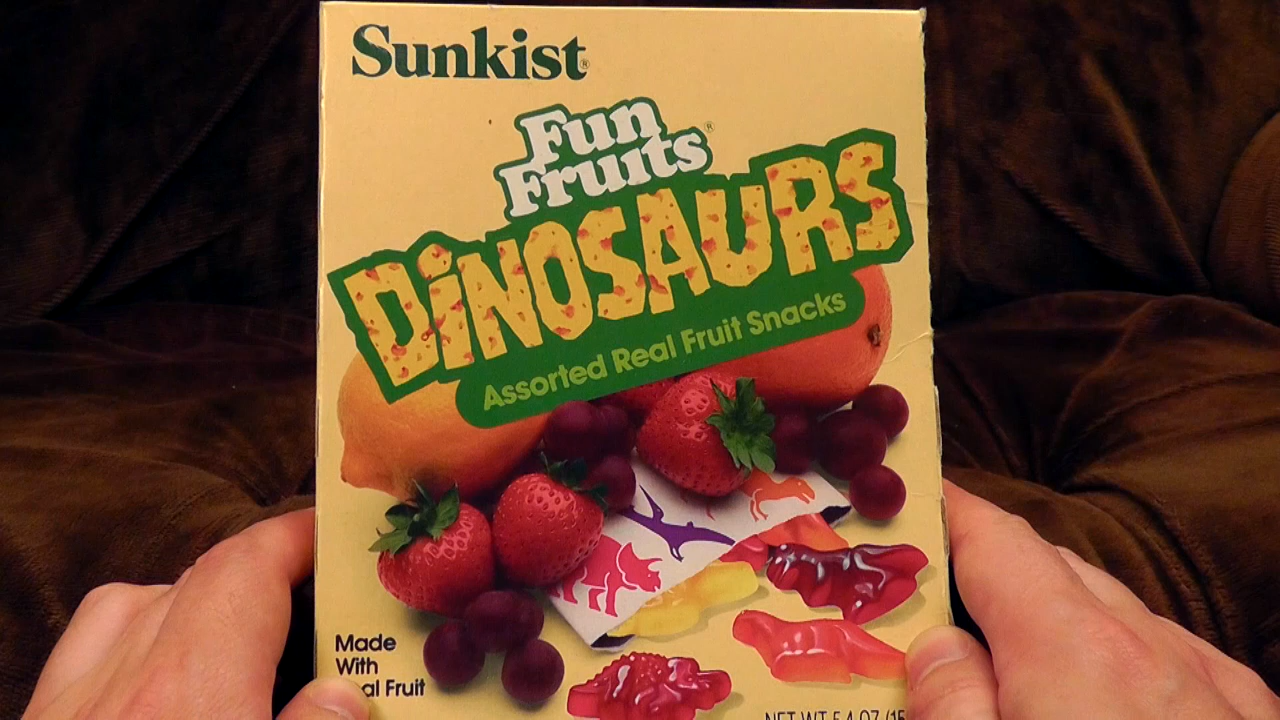 Sunkist®
Fun
Fruits®
DINOSAURS
Assorted Real Fruit Snacks
Made
With
al Fruit
NET WT 5.4 OZ (15